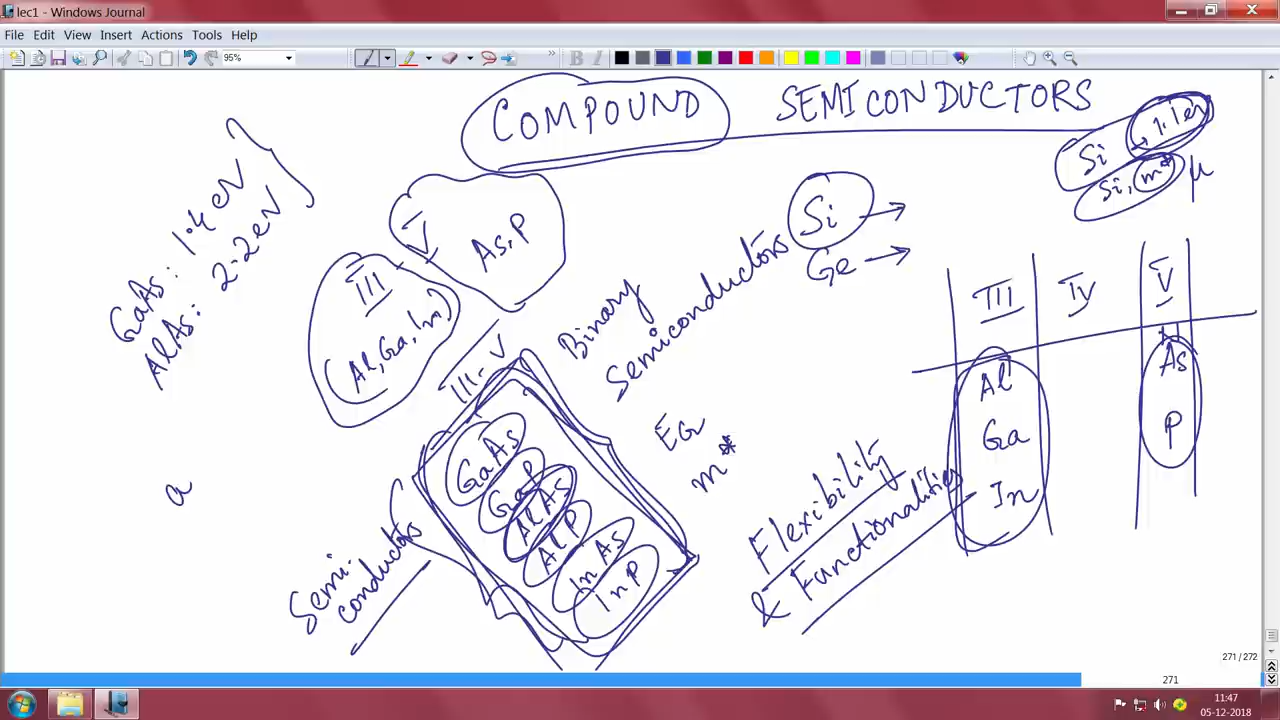 lec1 - Windows Journal
File Edit View Insert Actions Tools Help
95%
COMPOUND SEMICONDUCTORS
Si → 1.1eV
Si, m* μ
GaAs: 1.4 eV
AlAs: 2.2eV
III - V
As, P
(Al, Ga, In)
Si →
Ge →
Binary
Semiconductors
III IV V
N
Al As
Ga P
In
III-V
GaAs
GaP
AlAs
AlP
InAs
InP
EG
m*
a
Semi-
conductors
Flexibility
& Functionalities
271 / 272
271
11:47
05-12-2018